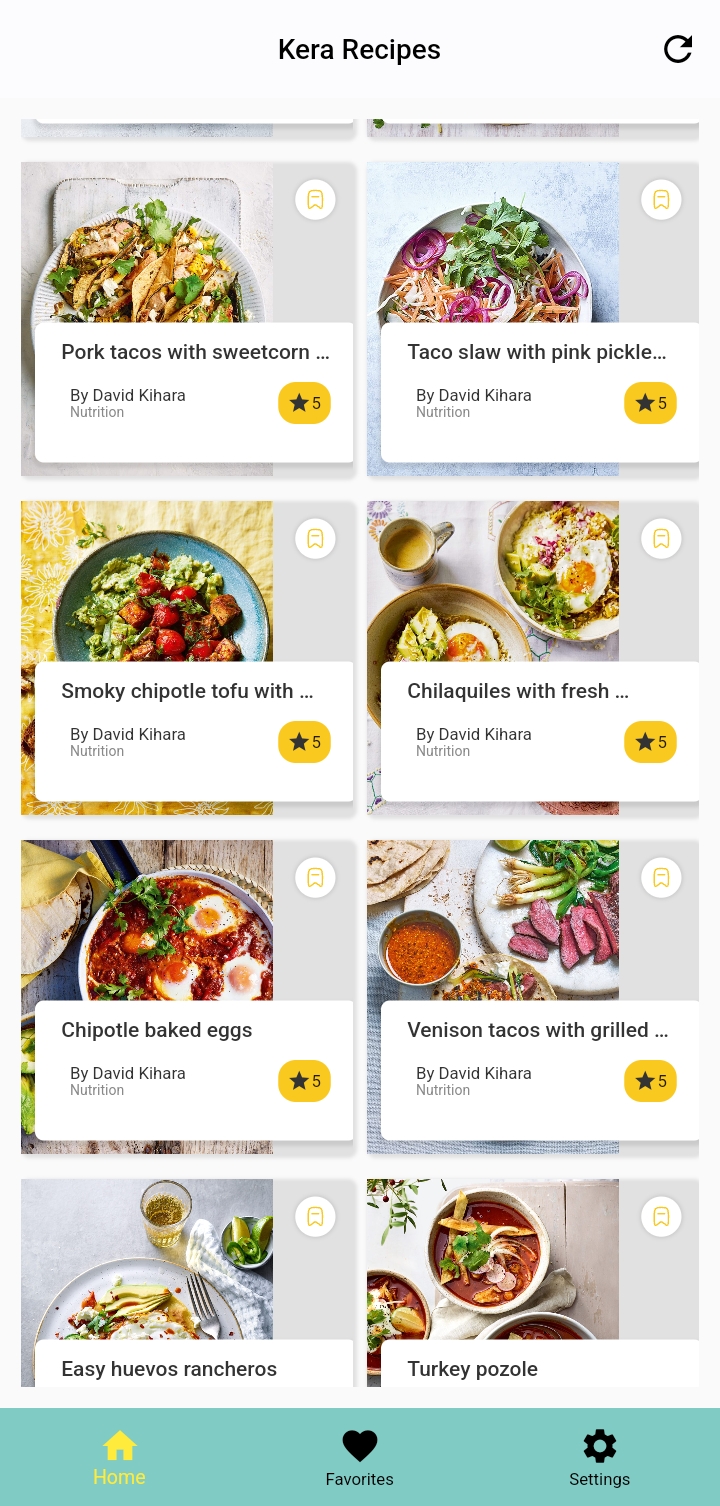 Kera Recipes
Pork tacos with sweetcorn ...
By David Kihara
Nutrition
5
Taco slaw with pink pickle...
By David Kihara
Nutrition
5
Smoky chipotle tofu with ...
By David Kihara
Nutrition
5
Chilaquiles with fresh ...
By David Kihara
Nutrition
5
Chipotle baked eggs
By David Kihara
Nutrition
5
Venison tacos with grilled ...
By David Kihara
Nutrition
5
Easy huevos rancheros
Turkey pozole
Home
Favorites
Settings